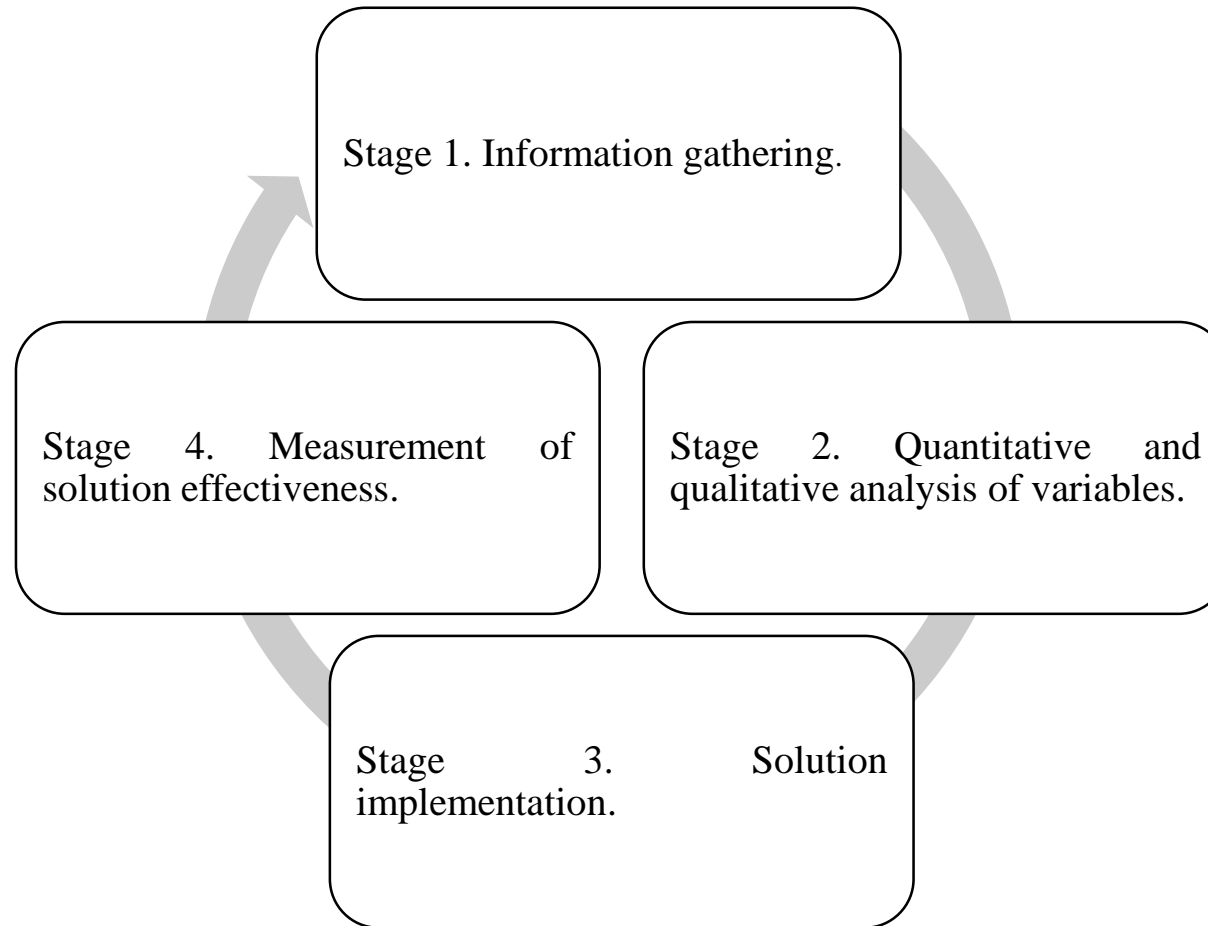 Stage 1. Information gathering.
Stage 2. Quantitative and
qualitative analysis of variables.
Stage 3. Solution
implementation.
Stage 4. Measurement of
solution effectiveness.